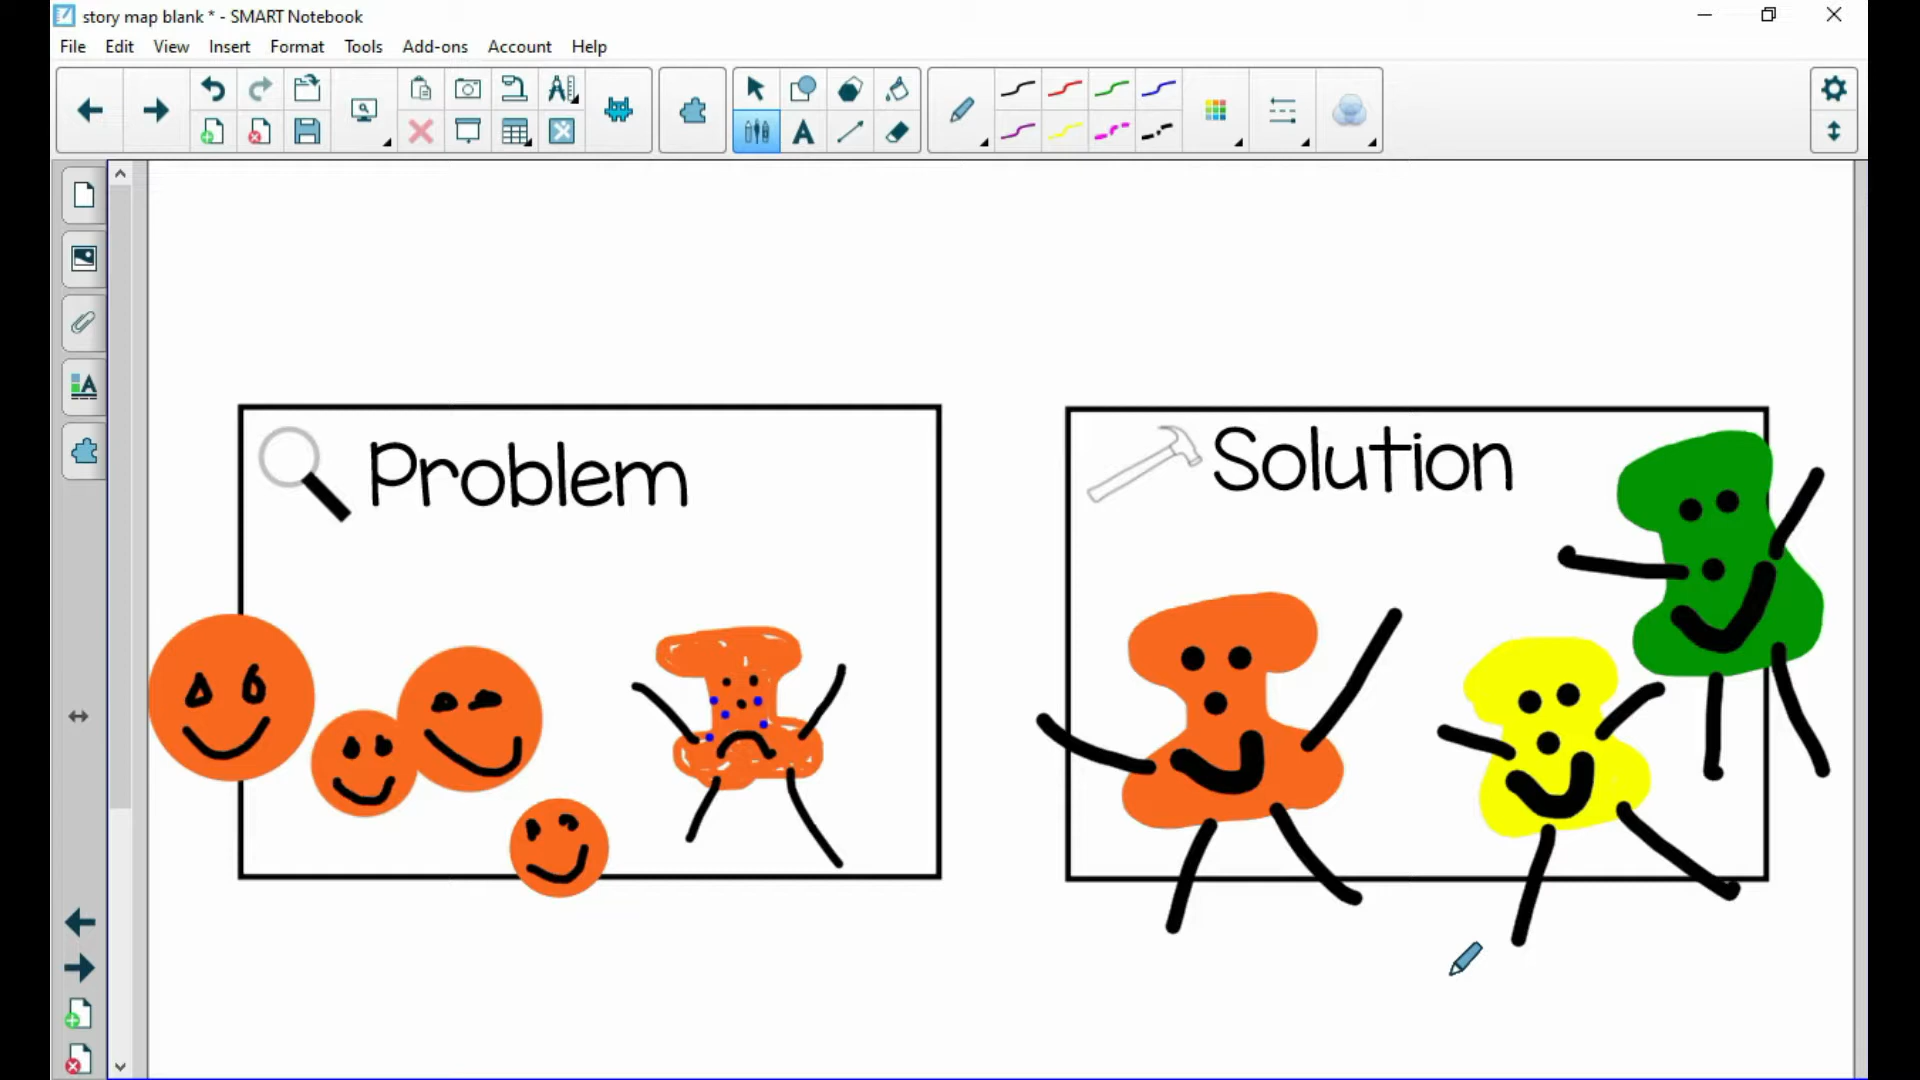 story map blank * - SMART Notebook
File Edit View Insert Format Tools Add-ons Account Help
Problem
Solution